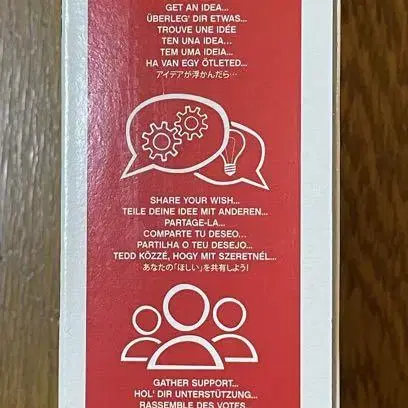 GET AN IDEA...
ÜBERLEG' DIR ETWAS...
TROUVE UNE IDÉE
TEN UNA IDEA...
TEM UMA IDEIA...
HA VAN EGY ÖTLETED...
アイデアが浮かんだら…
SHARE YOUR WISH...
TEILE DEINE IDEE MIT ANDEREN...
PARTAGE-LA...
COMPARTE TU DESEO...
PARTILHA O TEU DESEJO...
TEDD KÖZZÉ, HOGY MIT SZERETNÉL...
あなたの「ほしい」を共有しよう!
GATHER SUPPORT...
HOL' DIR UNTERSTÜTZUNG...
RASSEMBLE DES VOTES